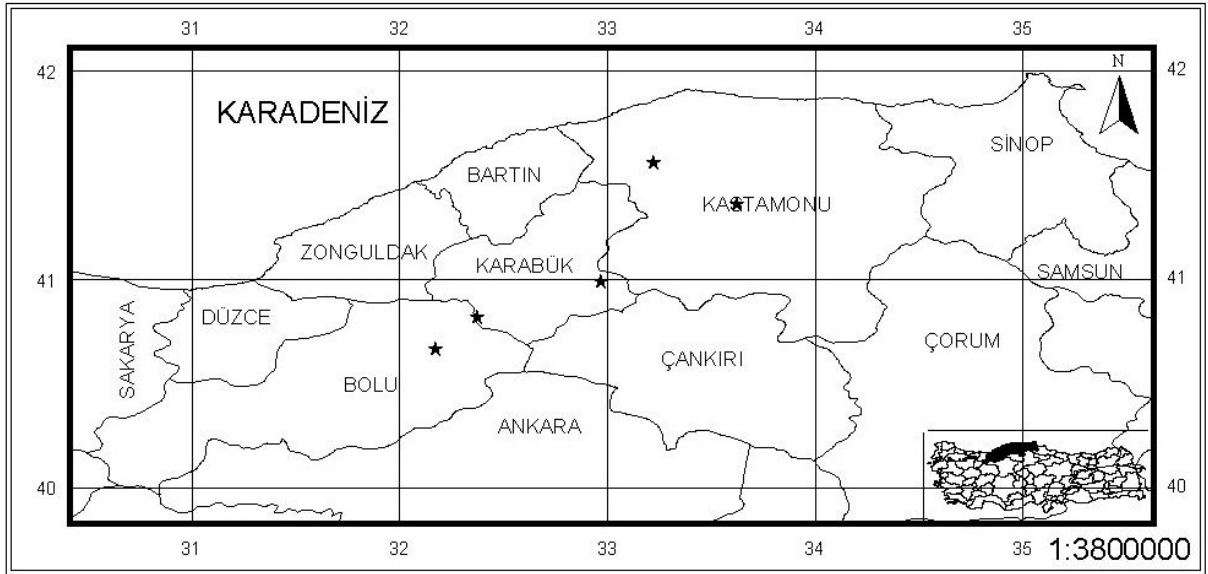 31 32 33 34 35
42 42
N
KARADENİZ
SİNOP
BARTIN
KASTAMONU
ZONGULDAK
KARABÜK
SAMSUN
41 41
DÜZCE
SAKARYA
ÇORUM
ÇANKIRI
BOLU
ANKARA
40 40
31 32 33 34 35
1:3800000